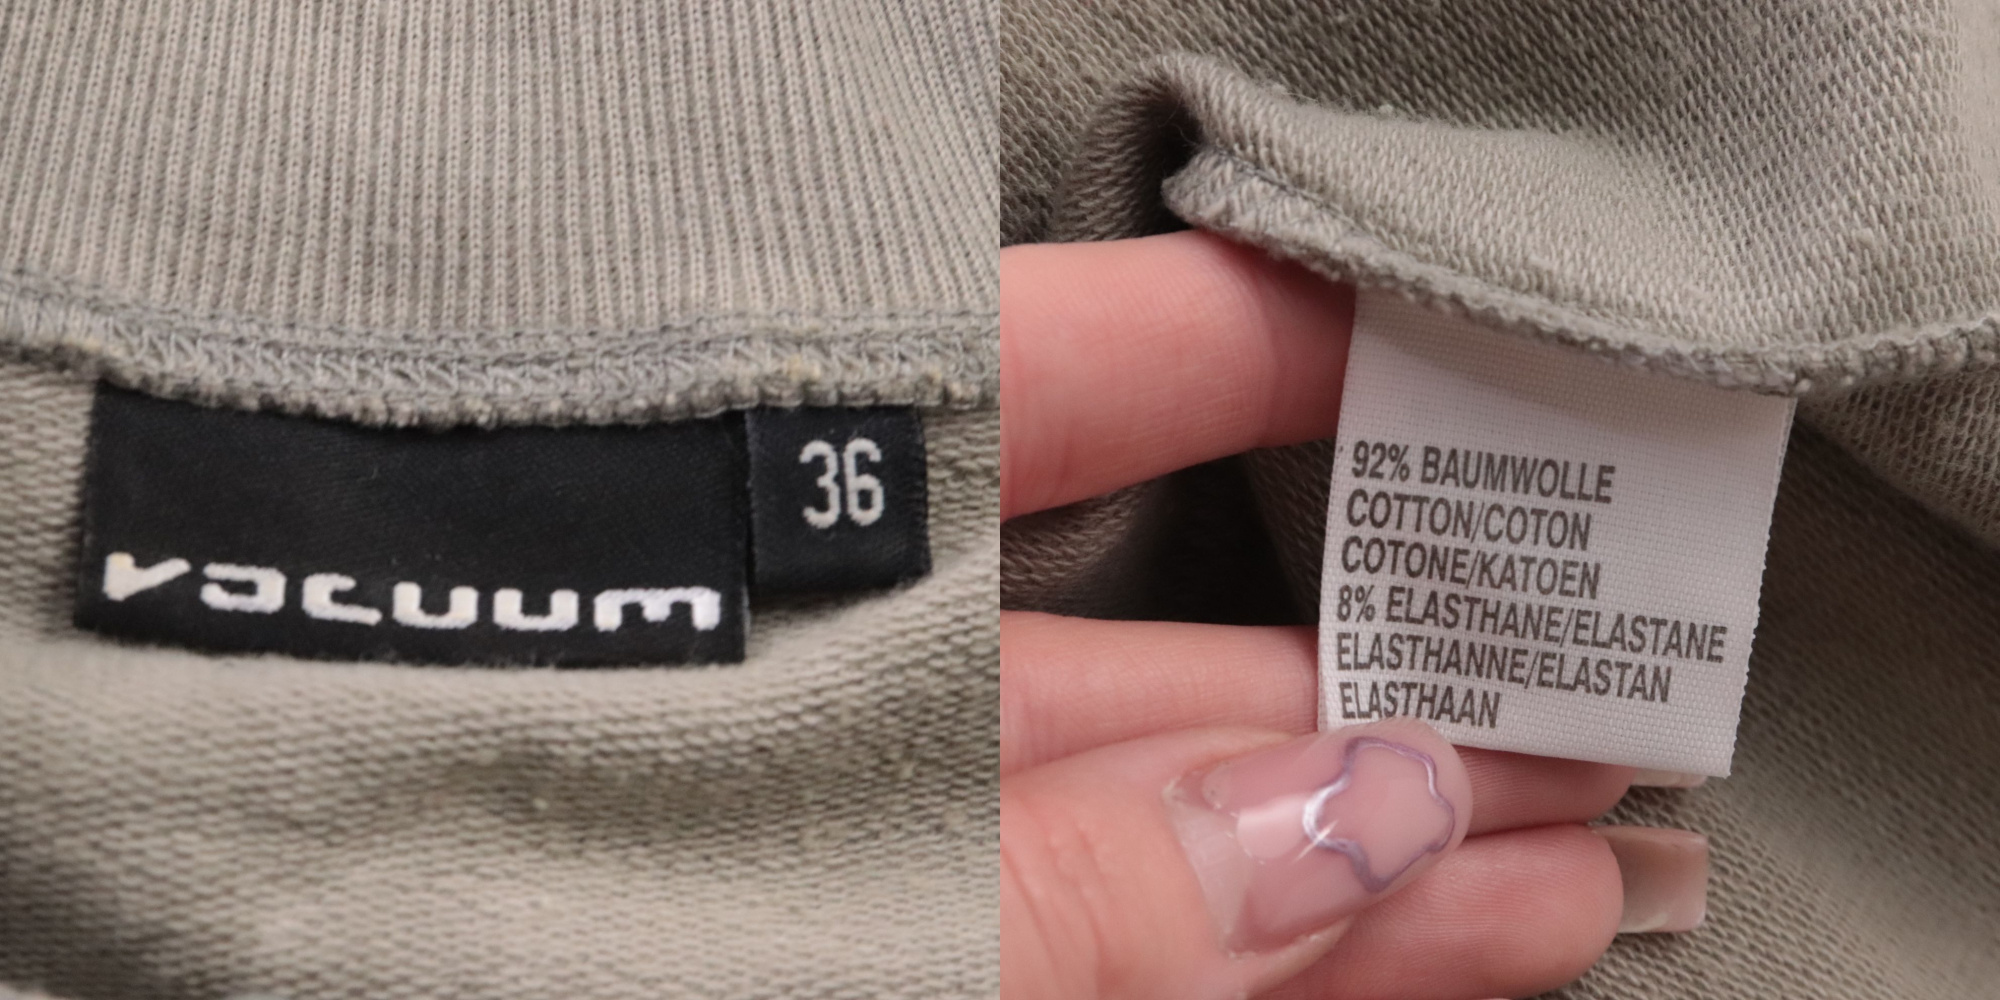 vacuum
36
92% BAUMWOLLE
COTTON/COTON
COTONE/KATOEN
8% ELASTHANE/ELASTANE
ELASTHANNE/ELASTAN
ELASTHAAN